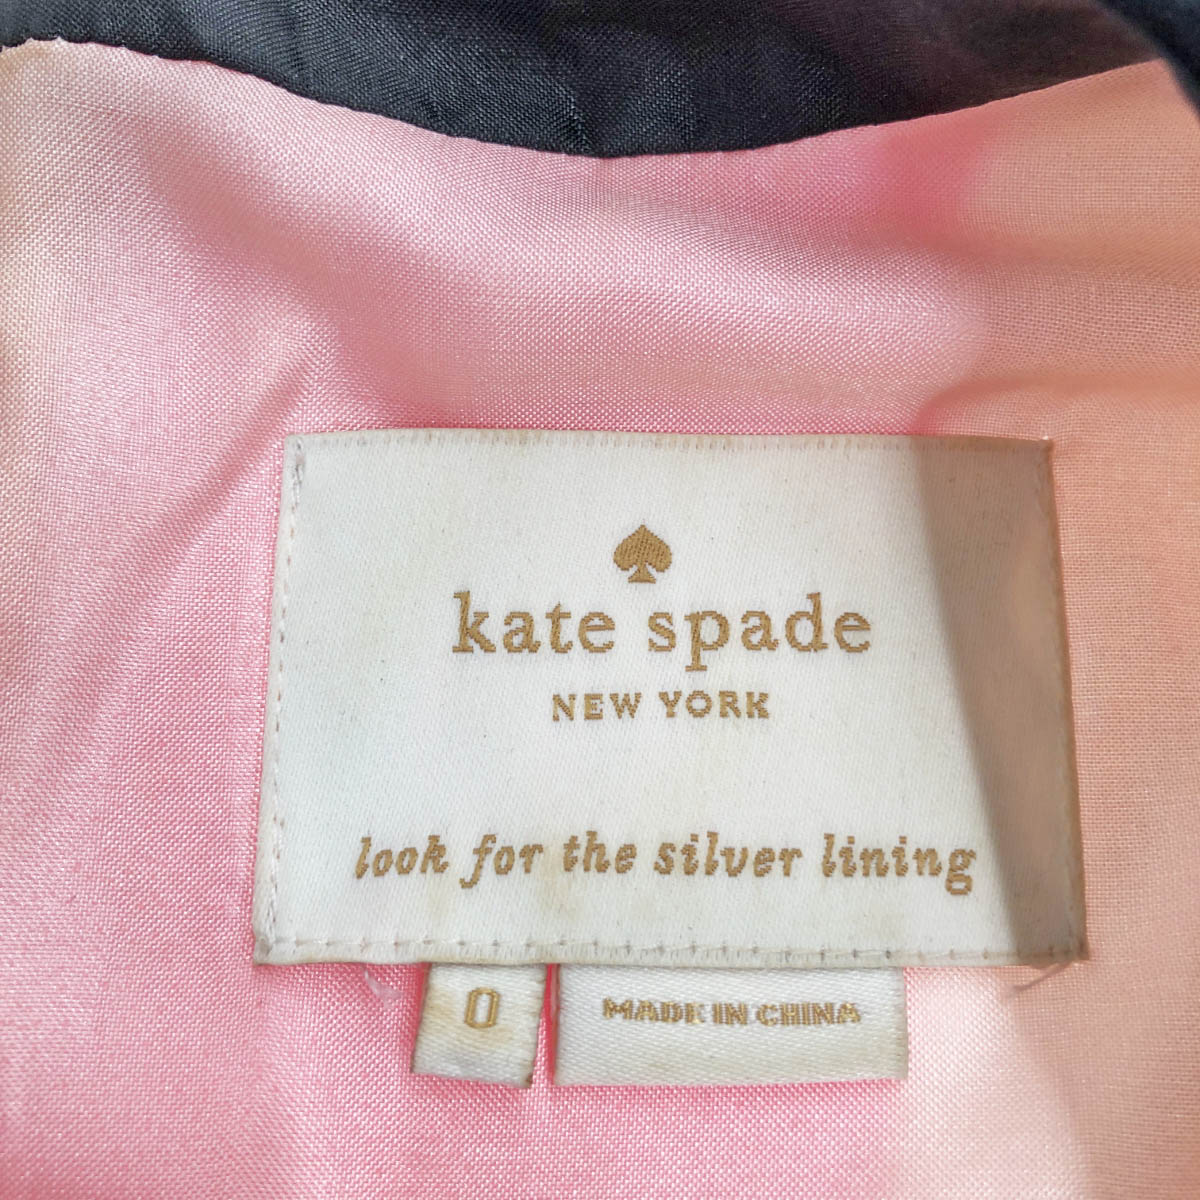 kate spade
NEW YORK
look for the silver lining
0
MADE IN CHINA